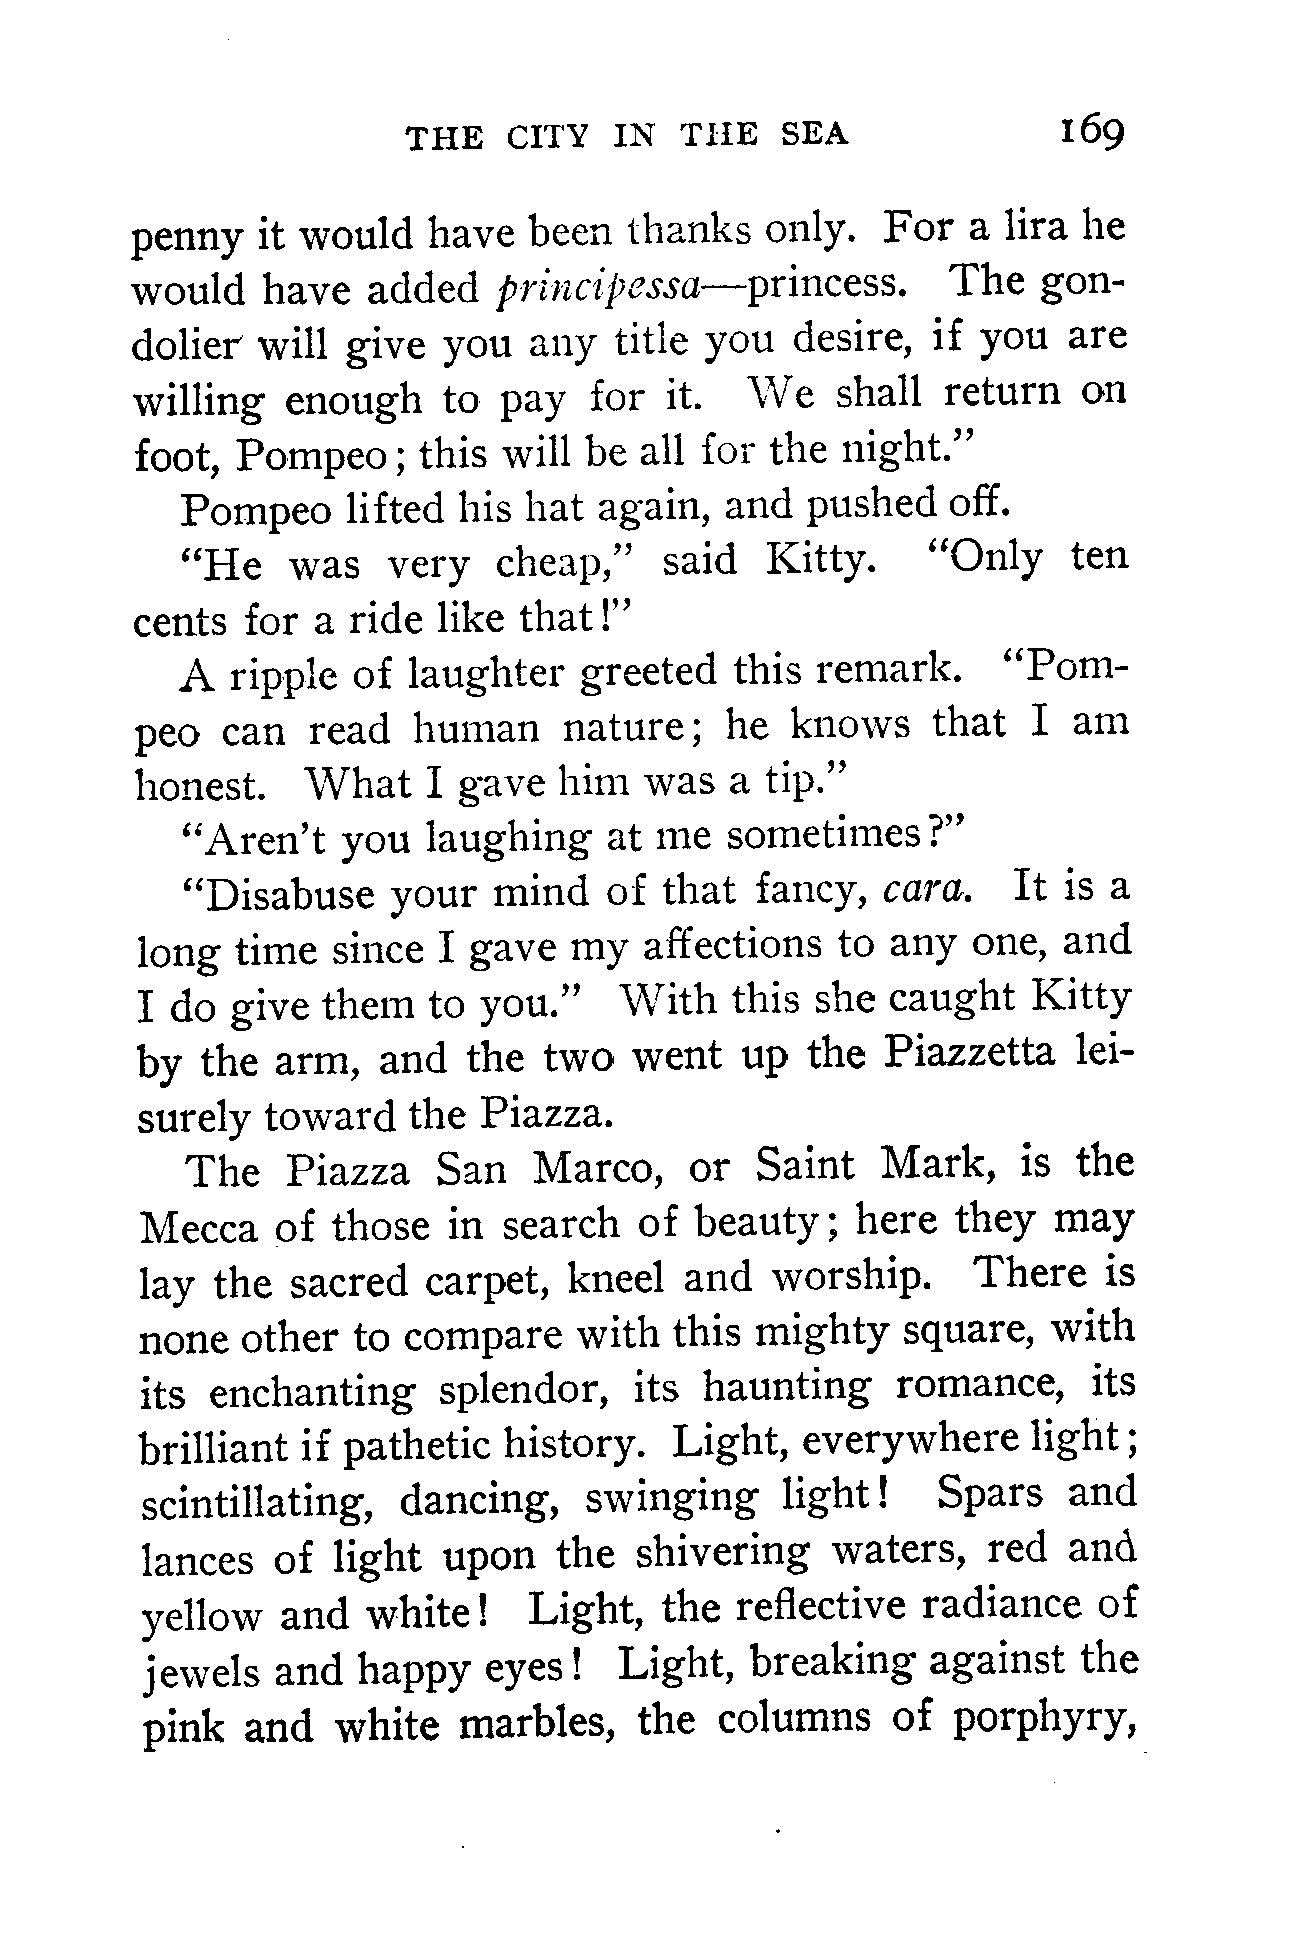 THE CITY IN THE SEA 169
penny it would have been thanks only. For a lira he
would have added principessa—princess. The gon-
dolier will give you any title you desire, if you are
willing enough to pay for it. We shall return on
foot, Pompeo; this will be all for the night."
Pompeo lifted his hat again, and pushed off.
"He was very cheap," said Kitty. "Only ten
cents for a ride like that!"
A ripple of laughter greeted this remark. "Pom-
peo can read human nature; he knows that I am
honest. What I gave him was a tip."
"Aren't you laughing at me sometimes?"
"Disabuse your mind of that fancy, cara. It is a
long time since I gave my affections to any one, and
I do give them to you." With this she caught Kitty
by the arm, and the two went up the Piazzetta lei-
surely toward the Piazza.
The Piazza San Marco, or Saint Mark, is the
Mecca of those in search of beauty; here they may
lay the sacred carpet, kneel and worship. There is
none other to compare with this mighty square, with
its enchanting splendor, its haunting romance, its
brilliant if pathetic history. Light, everywhere light;
scintillating, dancing, swinging light! Spars and
lances of light upon the shivering waters, red and
yellow and white! Light, the reflective radiance of
jewels and happy eyes! Light, breaking against the
pink and white marbles, the columns of porphyry,